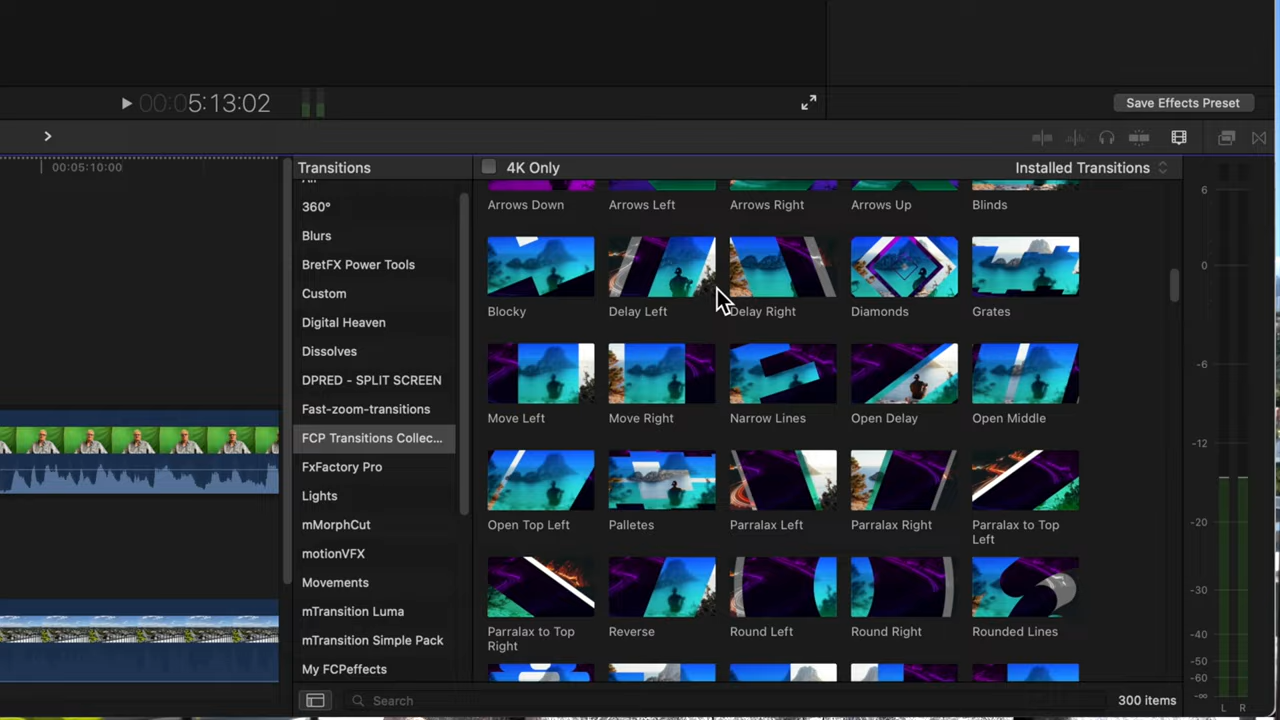 00:05:13:02
Save Effects Preset
00:05:10:00
Transitions
4K Only
Installed Transitions
360°
Blurs
BretFX Power Tools
Custom
Digital Heaven
Dissolves
DPRED - SPLIT SCREEN
Fast-zoom-transitions
FCP Transitions Collec...
FxFactory Pro
Lights
mMorphCut
motionVFX
Movements
mTransition Luma
mTransition Simple Pack
My FCPeffects
Arrows Down
Arrows Left
Arrows Right
Arrows Up
Blinds
Blocky
Delay Left
Delay Right
Diamonds
Grates
Move Left
Move Right
Narrow Lines
Open Delay
Open Middle
Open Top Left
Palletes
Parralax Left
Parralax Right
Parralax to Top
Left
Parralax to Top
Right
Reverse
Round Left
Round Right
Rounded Lines
Search
300 items
6
0
-6
-12
-20
-30
-40
-50
-60
-∞
L R